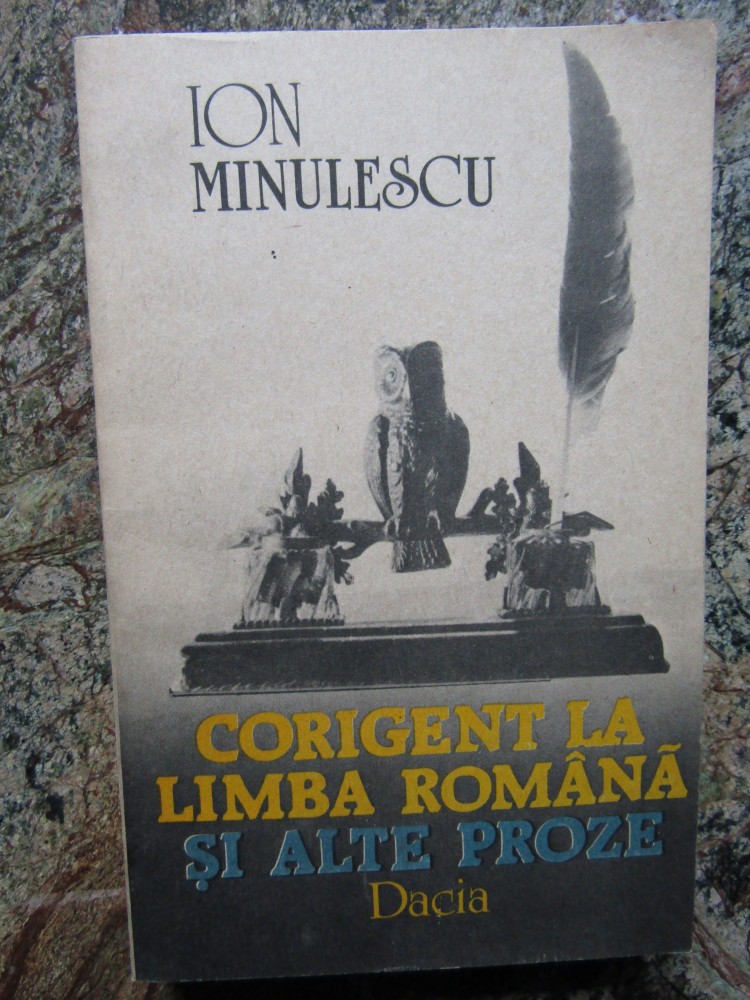 ION
MINULESCU
CORIGENT LA
LIMBA ROMÂNĂ
ȘI ALTE PROZE
Dacia